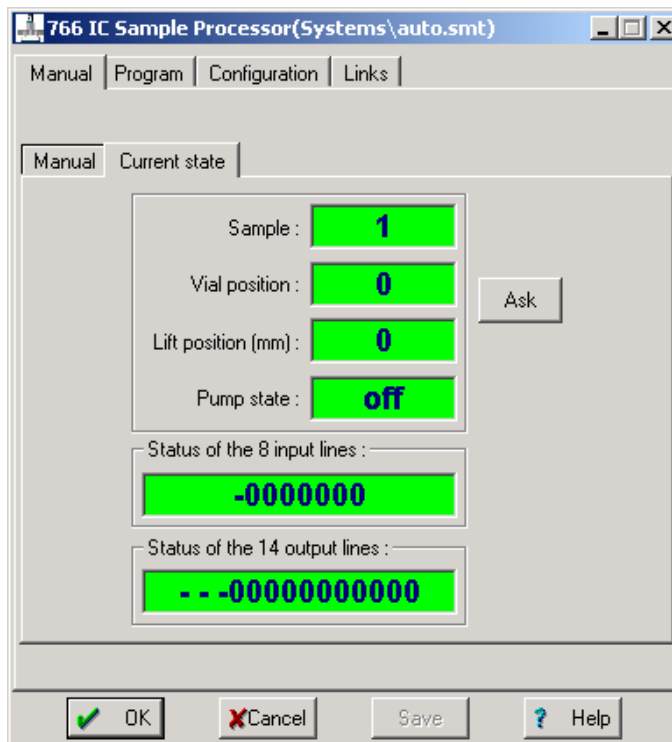 766 IC Sample Processor(Systems\auto.smt)
Manual Program Configuration Links
Manual Current state
Sample : 1
Vial position : 0
Ask
Lift position (mm) : 0
Pump state : off
Status of the 8 input lines :
-0000000
Status of the 14 output lines :
- - -00000000000
OK Cancel Save Help